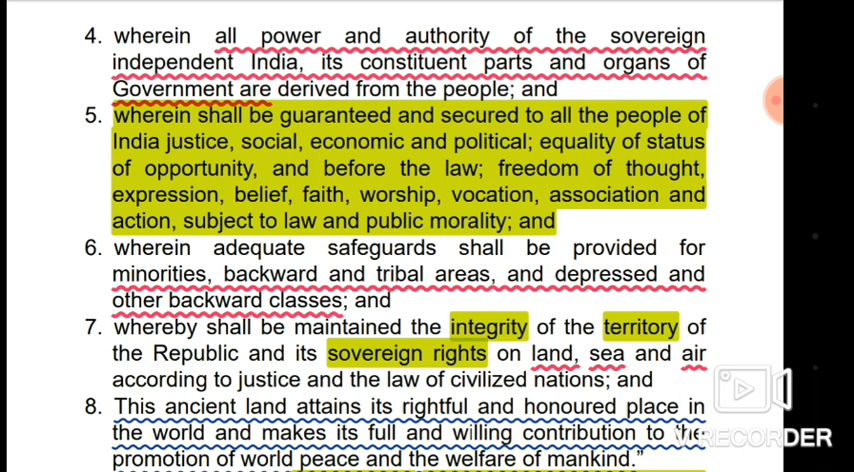 4. wherein all power and authority of the sovereign
independent India, its constituent parts and organs of
Government are derived from the people; and
5. wherein shall be guaranteed and secured to all the people of
India justice, social, economic and political; equality of status
of opportunity, and before the law; freedom of thought,
expression, belief, faith, worship, vocation, association and
action, subject to law and public morality; and
6. wherein adequate safeguards shall be provided for
minorities, backward and tribal areas, and depressed and
other backward classes; and
7. whereby shall be maintained the integrity of the territory of
the Republic and its sovereign rights on land, sea and air
according to justice and the law of civilized nations; and
8. This ancient land attains its rightful and honoured place in
the world and makes its full and willing contribution to the
promotion of world peace and the welfare of mankind."
V RECORDER